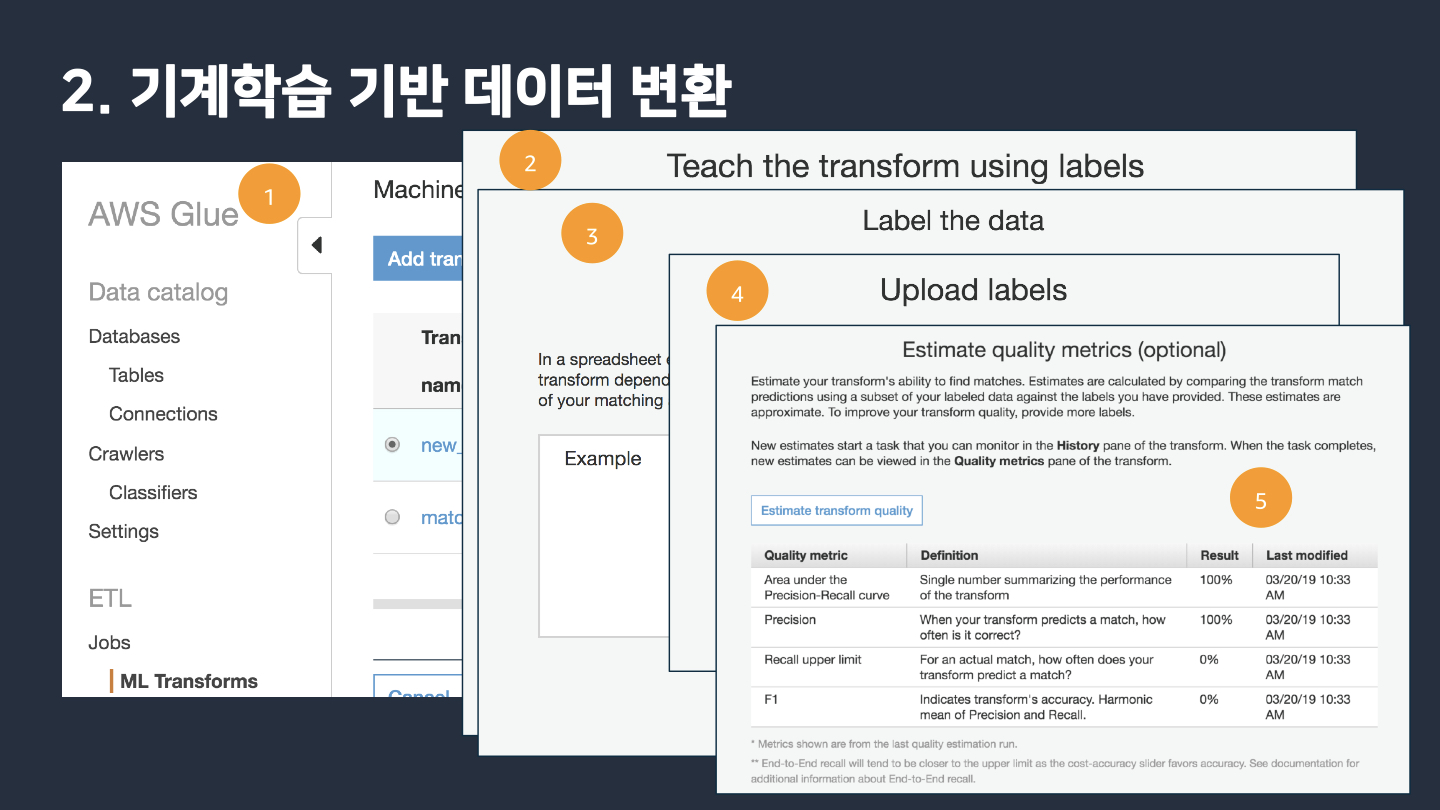 2. 기계학습 기반 데이터 변환
1
AWS Glue
Data catalog
Databases
Tables
Connections
Crawlers
Classifiers
Settings
ETL
Jobs
ML Transforms
Machine
Add tran
Tran
nam
new_
matc
Cancel
2
Teach the transform using labels
3
Label the data
In a spreadsheet e
transform depend
of your matching
Example
4
Upload labels
Estimate quality metrics (optional)
Estimate your transform's ability to find matches. Estimates are calculated by comparing the transform match
predictions using a subset of your labeled data against the labels you have provided. These estimates are
approximate. To improve your transform quality, provide more labels.
New estimates start a task that you can monitor in the History pane of the transform. When the task completes,
new estimates can be viewed in the Quality metrics pane of the transform.
5
Estimate transform quality
Quality metric Definition Result Last modified
Area under the Single number summarizing the performance 100% 03/20/19 10:33
Precision-Recall curve of the transform AM
Precision When your transform predicts a match, how 100% 03/20/19 10:33
often is it correct? AM
Recall upper limit For an actual match, how often does your 0% 03/20/19 10:33
transform predict a match? AM
F1 Indicates transform's accuracy. Harmonic 0% 03/20/19 10:33
mean of Precision and Recall. AM
* Metrics shown are from the last quality estimation run.
** End-to-End recall will tend to be closer to the upper limit as the cost-accuracy slider favors accuracy. See documentation for
additional information about End-to-End recall.